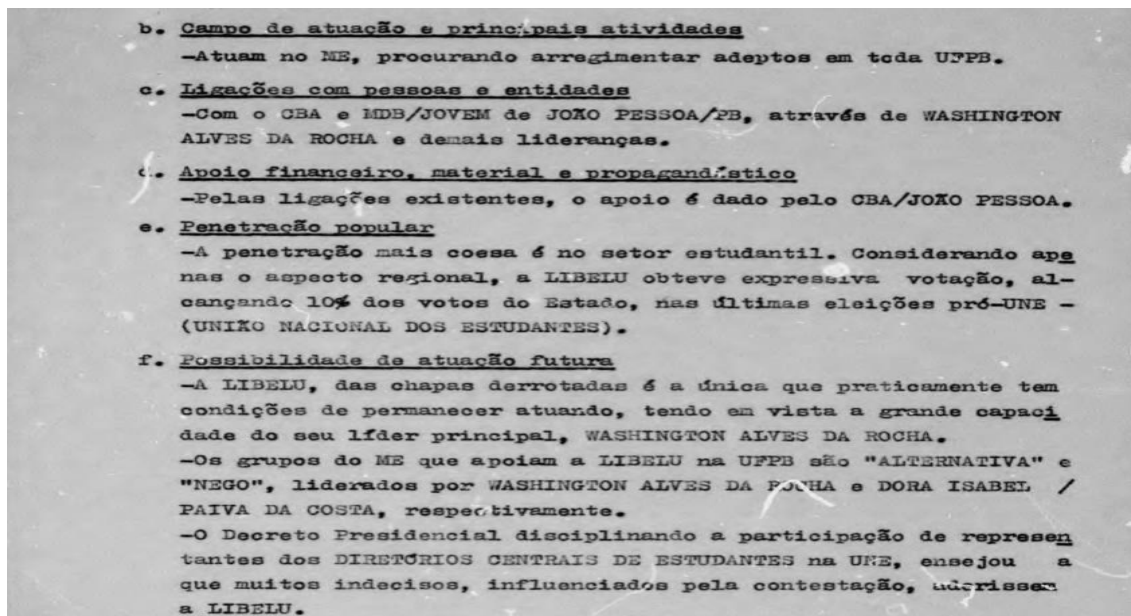 b. Campo de atuação e principais atividades
-Atuam no ME, procurando arregimentar adeptos em toda UFPB.
c. Ligações com pessoas e entidades
-Com o CBA e MDB/JOVEM de JOÃO PESSOA/PB, através de WASHINGTON
ALVES DA ROCHA e demais lideranças.
d. Apoio financeiro, material e propagandístico
-Pelas ligações existentes, o apoio é dado pelo CBA/JOÃO PESSOA.
e. Penetração popular
-A penetração mais coesa é no setor estudantil. Considerando ape
nas o aspecto regional, a LIBELU obteve expressiva votação, al-
cançando 10% dos votos do Estado, nas últimas eleições pró-UNE -
(UNIÃO NACIONAL DOS ESTUDANTES).
f. Possibilidade de atuação futura
-A LIBELU, das chapas derrotadas é a única que praticamente tem
condições de permanecer atuando, tendo em vista a grande capaci
dade do seu líder principal, WASHINGTON ALVES DA ROCHA.
-Os grupos do ME que apoiam a LIBELU na UFPB são "ALTERNATIVA" e
"NEGO", liderados por WASHINGTON ALVES DA ROCHA e DORA ISABEL /
PAIVA DA COSTA, respectivamente.
-O Decreto Presidencial disciplinando a participação de represen
tantes dos DIRETÓRIOS CENTRAIS DE ESTUDANTES na UNE, ensejou a
que muitos indecisos, influenciados pela contestação, aderissem
a LIBELU.